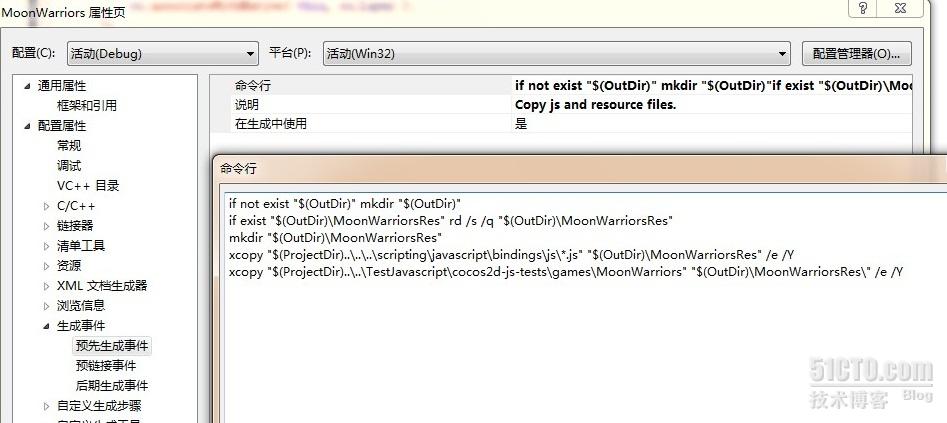 MoonWarriors 属性页
配置(C): 活动(Debug) 平台(P): 活动(Win32) 配置管理器(O)...
通用属性
框架和引用
配置属性
常规
调试
VC++ 目录
C/C++
链接器
清单工具
资源
XML 文档生成器
浏览信息
生成事件
预先生成事件
预链接事件
后期生成事件
自定义生成步骤
命令行 if not exist "$(OutDir)" mkdir "$(OutDir)"if exist "$(OutDir)\Moo
说明 Copy js and resource files.
在生成中使用 是
命令行
if not exist "$(OutDir)" mkdir "$(OutDir)"
if exist "$(OutDir)\MoonWarriorsRes" rd /s /q "$(OutDir)\MoonWarriorsRes"
mkdir "$(OutDir)\MoonWarriorsRes"
xcopy "$(ProjectDir)..\..\..\scripting\javascript\bindings\js\*.js" "$(OutDir)\MoonWarriorsRes" /e /Y
xcopy "$(ProjectDir)..\..\TestJavascript\cocos2d-js-tests\games\MoonWarriors" "$(OutDir)\MoonWarriorsRes\" /e /Y
51CTO.com
技术博客 Blog